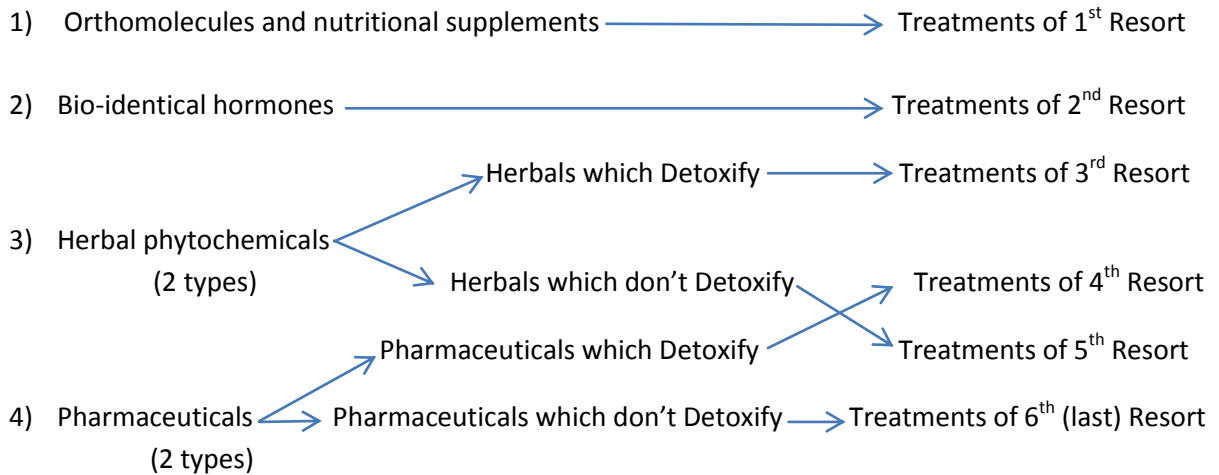 1) Orthomolecules and nutritional supplements Treatments of 1st Resort
2) Bio-identical hormones Treatments of 2nd Resort
Herbals which Detoxify Treatments of 3rd Resort
3) Herbal phytochemicals
(2 types)
Herbals which don’t Detoxify Treatments of 4th Resort
Pharmaceuticals which Detoxify Treatments of 5th Resort
4) Pharmaceuticals Pharmaceuticals which don’t Detoxify Treatments of 6th (last) Resort
(2 types)